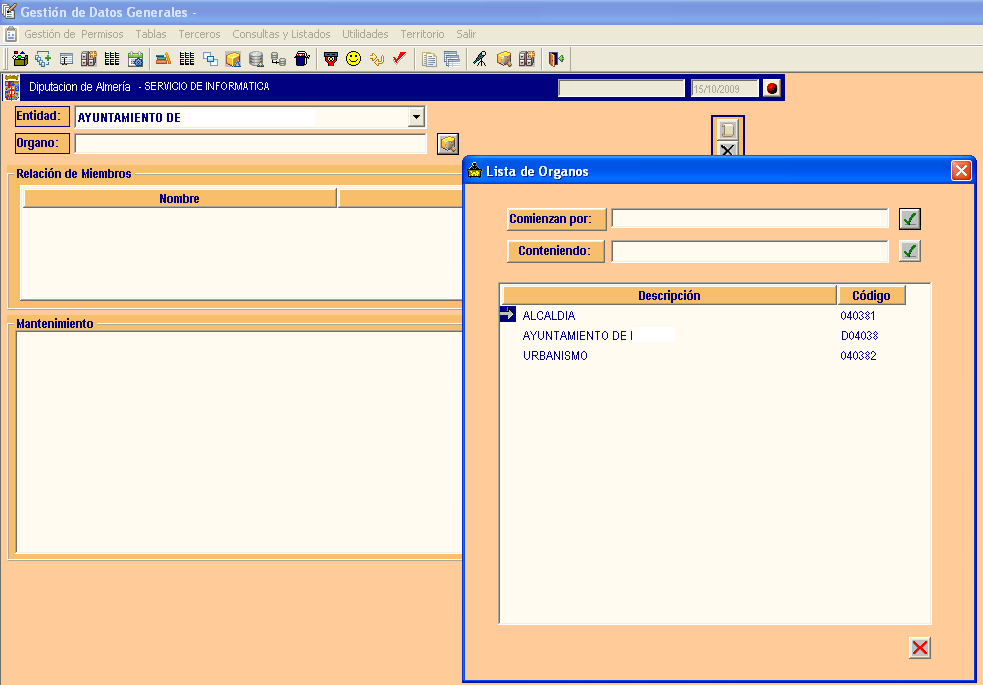 Gestión de Datos Generales -
Gestión de Permisos Tablas Terceros Consultas y Listados Utilidades Territorio Salir
Diputacion de Almería - SERVICIO DE INFORMATICA
15/10/2009
Entidad: AYUNTAMIENTO DE
Organo:
Relación de Miembros
Nombre
Mantenimiento
Lista de Organos
Comienzan por:
Conteniendo:
Descripción Código
ALCALDIA 040381
AYUNTAMIENTO DE D04038
URBANISMO 040382